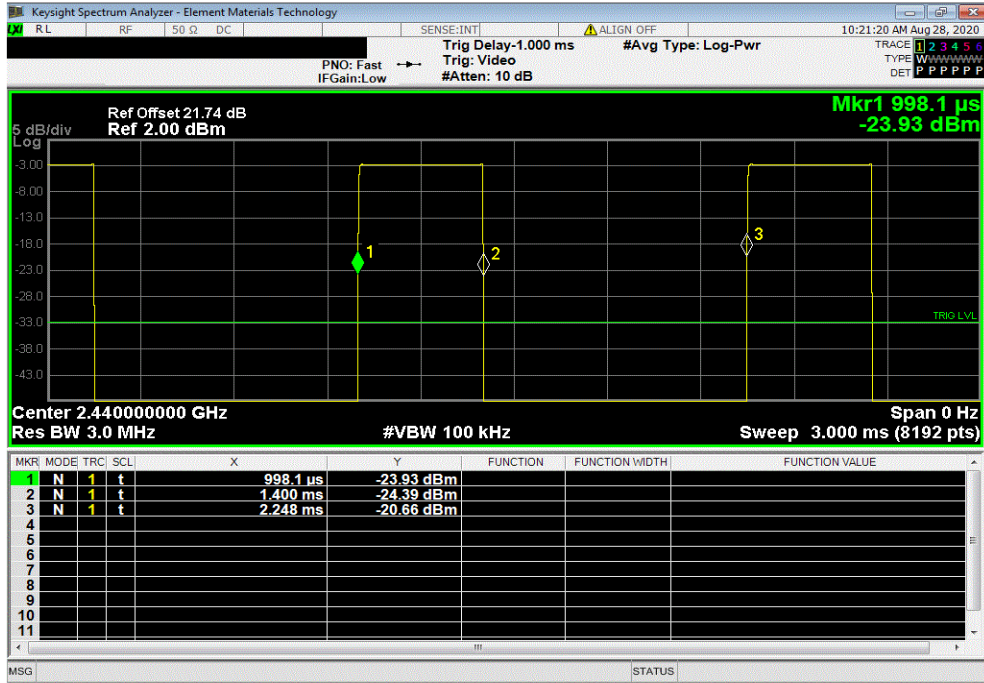 Keysight Spectrum Analyzer - Element Materials Technology
LXI RL RF 50 Ω DC SENSE:INT ALIGN OFF 10:21:20 AM Aug 28, 2020
Trig Delay-1.000 ms #Avg Type: Log-Pwr TRACE 1 2 3 4 5 6
PNO: Fast Trig: Video TYPE WWWWWW
IFGain:Low #Atten: 10 dB DET P P P P P P
Mkr1 998.1 µs
-23.93 dBm
Ref Offset 21.74 dB
5 dB/div Ref 2.00 dBm
Log
-3.00
-8.00
-13.0
-18.0
-23.0
-28.0
-33.0
-38.0
-43.0
1
2
3
TRIG LVL
Center 2.440000000 GHz Span 0 Hz
Res BW 3.0 MHz #VBW 100 kHz Sweep 3.000 ms (8192 pts)
MKR MODE TRC SCL X Y FUNCTION FUNCTION WIDTH FUNCTION VALUE
1 N 1 t 998.1 µs -23.93 dBm
2 N 1 t 1.400 ms -24.39 dBm
3 N 1 t 2.248 ms -20.66 dBm
4
5
6
7
8
9
10
11
MSG STATUS